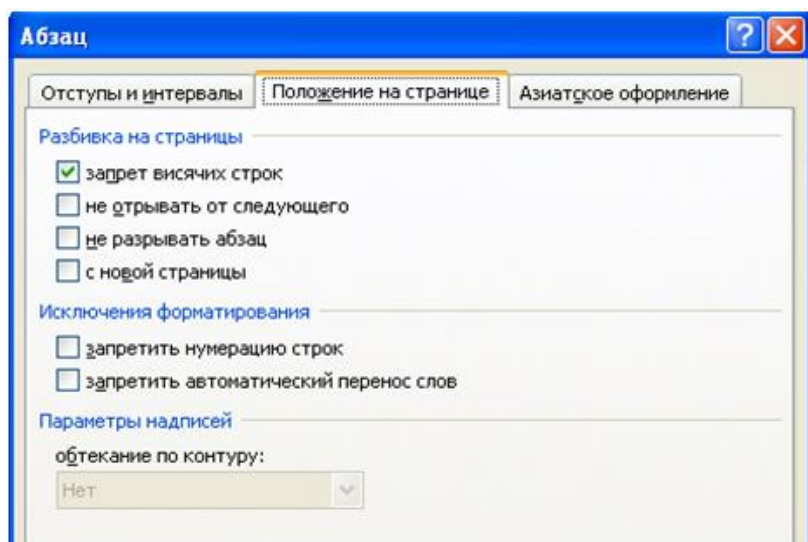 Абзац
Отступы и интервалы Положение на странице Азиатское оформление
Разбивка на страницы
запрет висячих строк
не отрывать от следующего
не разрывать абзац
с новой страницы
Исключения форматирования
запретить нумерацию строк
запретить автоматический перенос слов
Параметры надписей
обтекание по контуру:
Нет